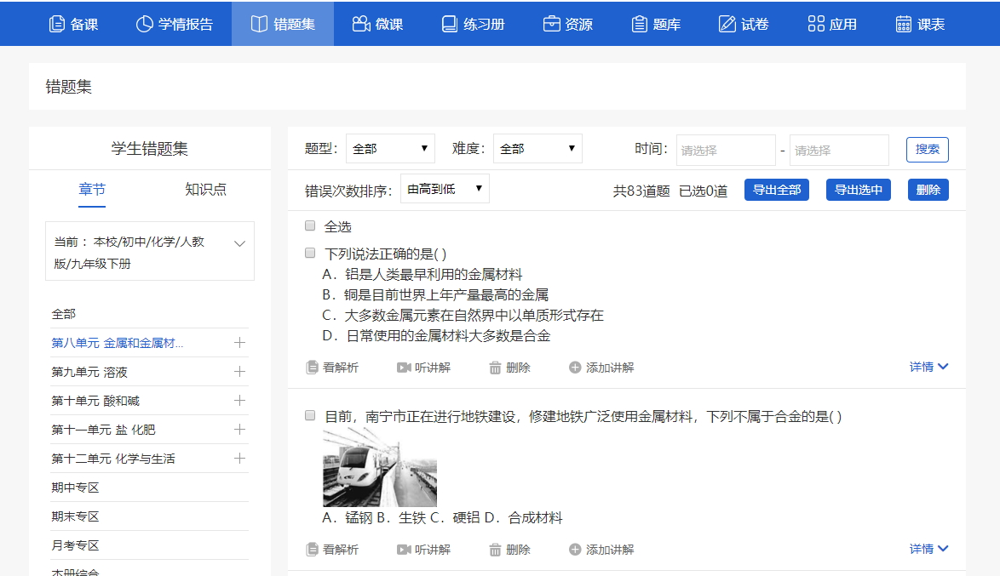 备课 学情报告 错题集 微课 练习册 资源 题库 试卷 应用 课表
错题集
学生错题集
章节 知识点
当前 : 本校/初中/化学/人教
版/九年级下册
全部
第八单元 金属和金属材...
第九单元 溶液
第十单元 酸和碱
第十一单元 盐 化肥
第十二单元 化学与生活
期中专区
期末专区
月考专区
本册综合
题型: 全部 难度: 全部 时间: 请选择 - 请选择 搜索
错误次数排序: 由高到低 共83道题 已选0道 导出全部 导出选中 删除
全选
下列说法正确的是( )
A．铝是人类最早利用的金属材料
B．铜是目前世界上年产量最高的金属
C．大多数金属元素在自然界中以单质形式存在
D．日常使用的金属材料大多数是合金
看解析 听讲解 删除 添加讲解 详情
目前，南宁市正在进行地铁建设，修建地铁广泛使用金属材料，下列不属于合金的是( )
A．锰钢 B．生铁 C．硬铝 D．合成材料
看解析 听讲解 删除 添加讲解 详情